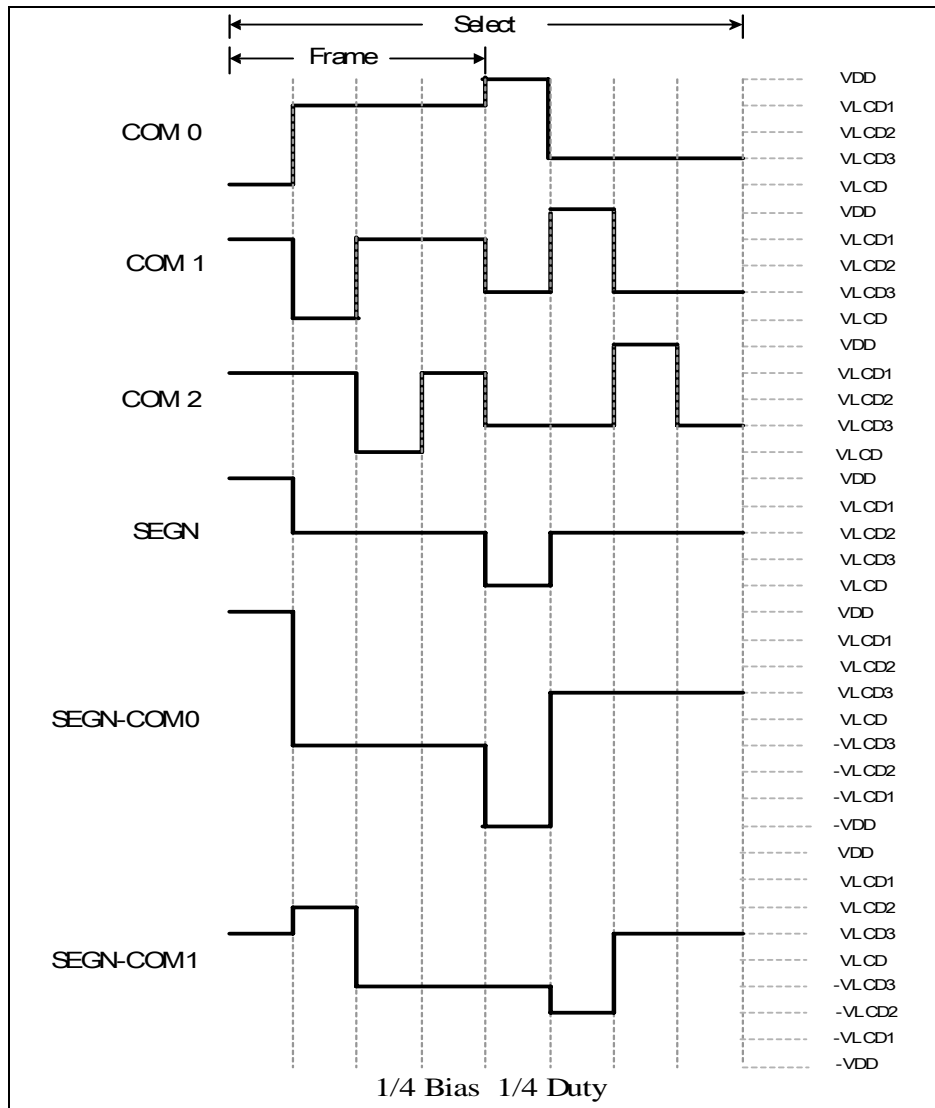 Select
Frame
COM 0
VDD
VLCD1
VLCD2
VLCD3
VLCD
COM 1
VDD
VLCD1
VLCD2
VLCD3
VLCD
COM 2
VDD
VLCD1
VLCD2
VLCD3
VLCD
SEGN
VDD
VLCD1
VLCD2
VLCD3
VLCD
SEGN-COM0
VDD
VLCD1
VLCD2
VLCD3
VLCD
-VLCD3
-VLCD2
-VLCD1
-VDD
SEGN-COM1
VDD
VLCD1
VLCD2
VLCD3
VLCD
-VLCD3
-VLCD2
-VLCD1
-VDD
1/4 Bias 1/4 Duty